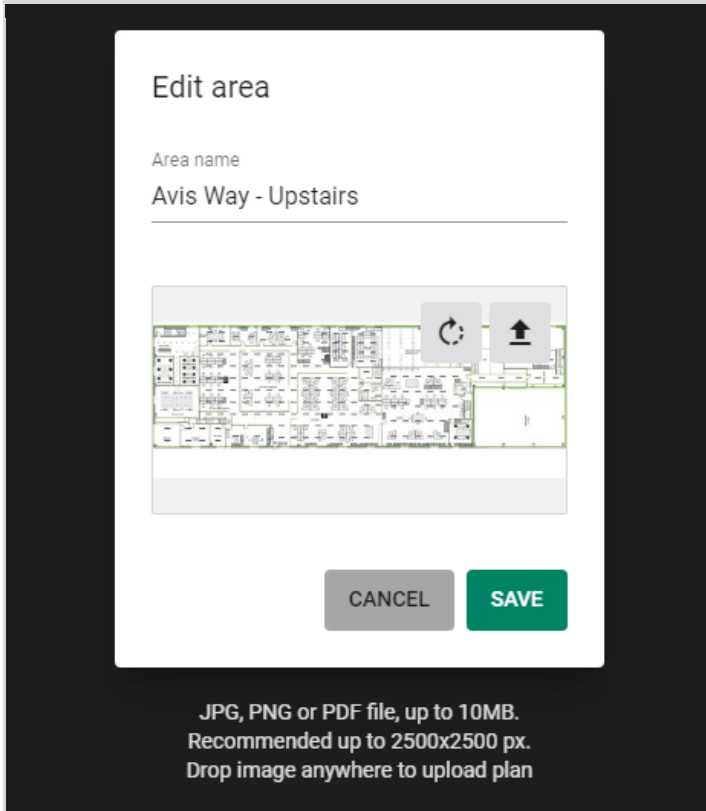 Edit area
Area name
Avis Way - Upstairs
CANCEL
SAVE
JPG, PNG or PDF file, up to 10MB.
Recommended up to 2500x2500 px.
Drop image anywhere to upload plan